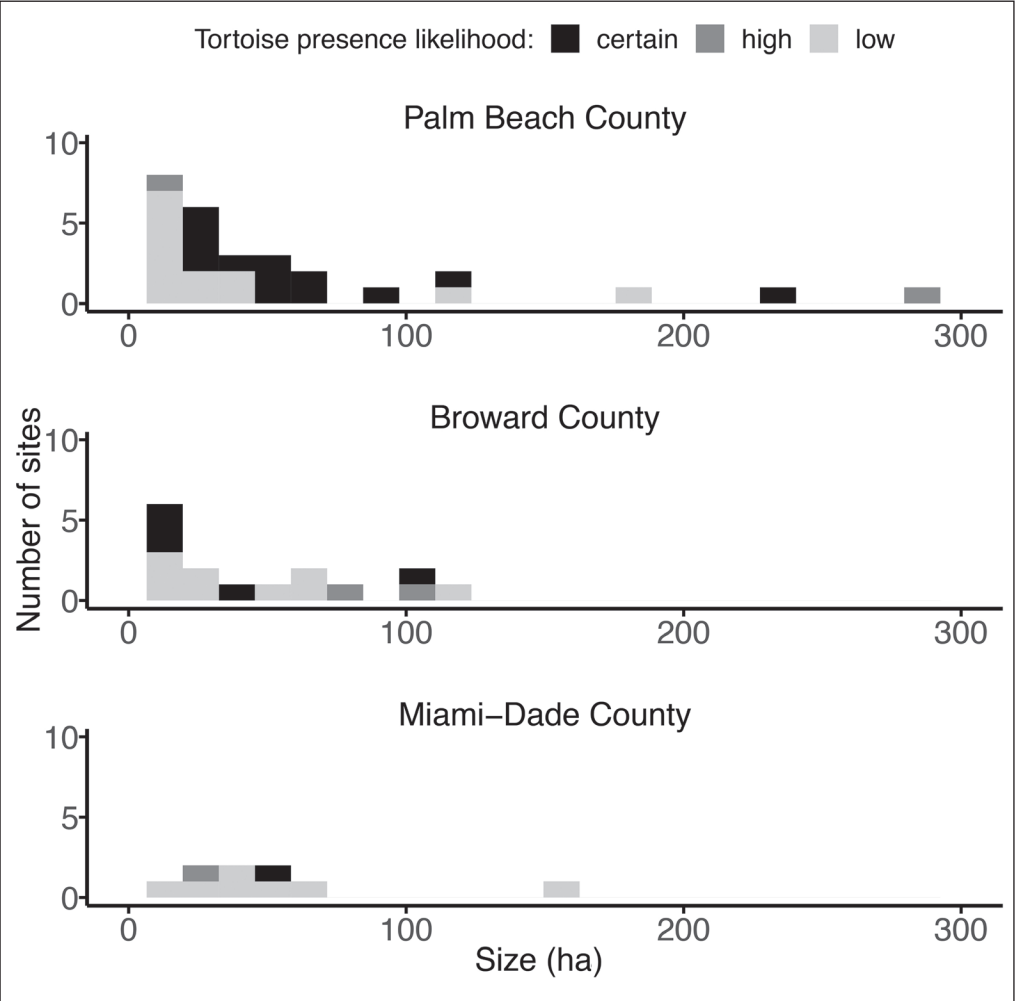 Tortoise presence likelihood: certain high low
Palm Beach County
10
5
0
0 100 200 300
Broward County
10
5
0
0 100 200 300
Number of sites
Miami–Dade County
10
5
0
0 100 200 300
Size (ha)